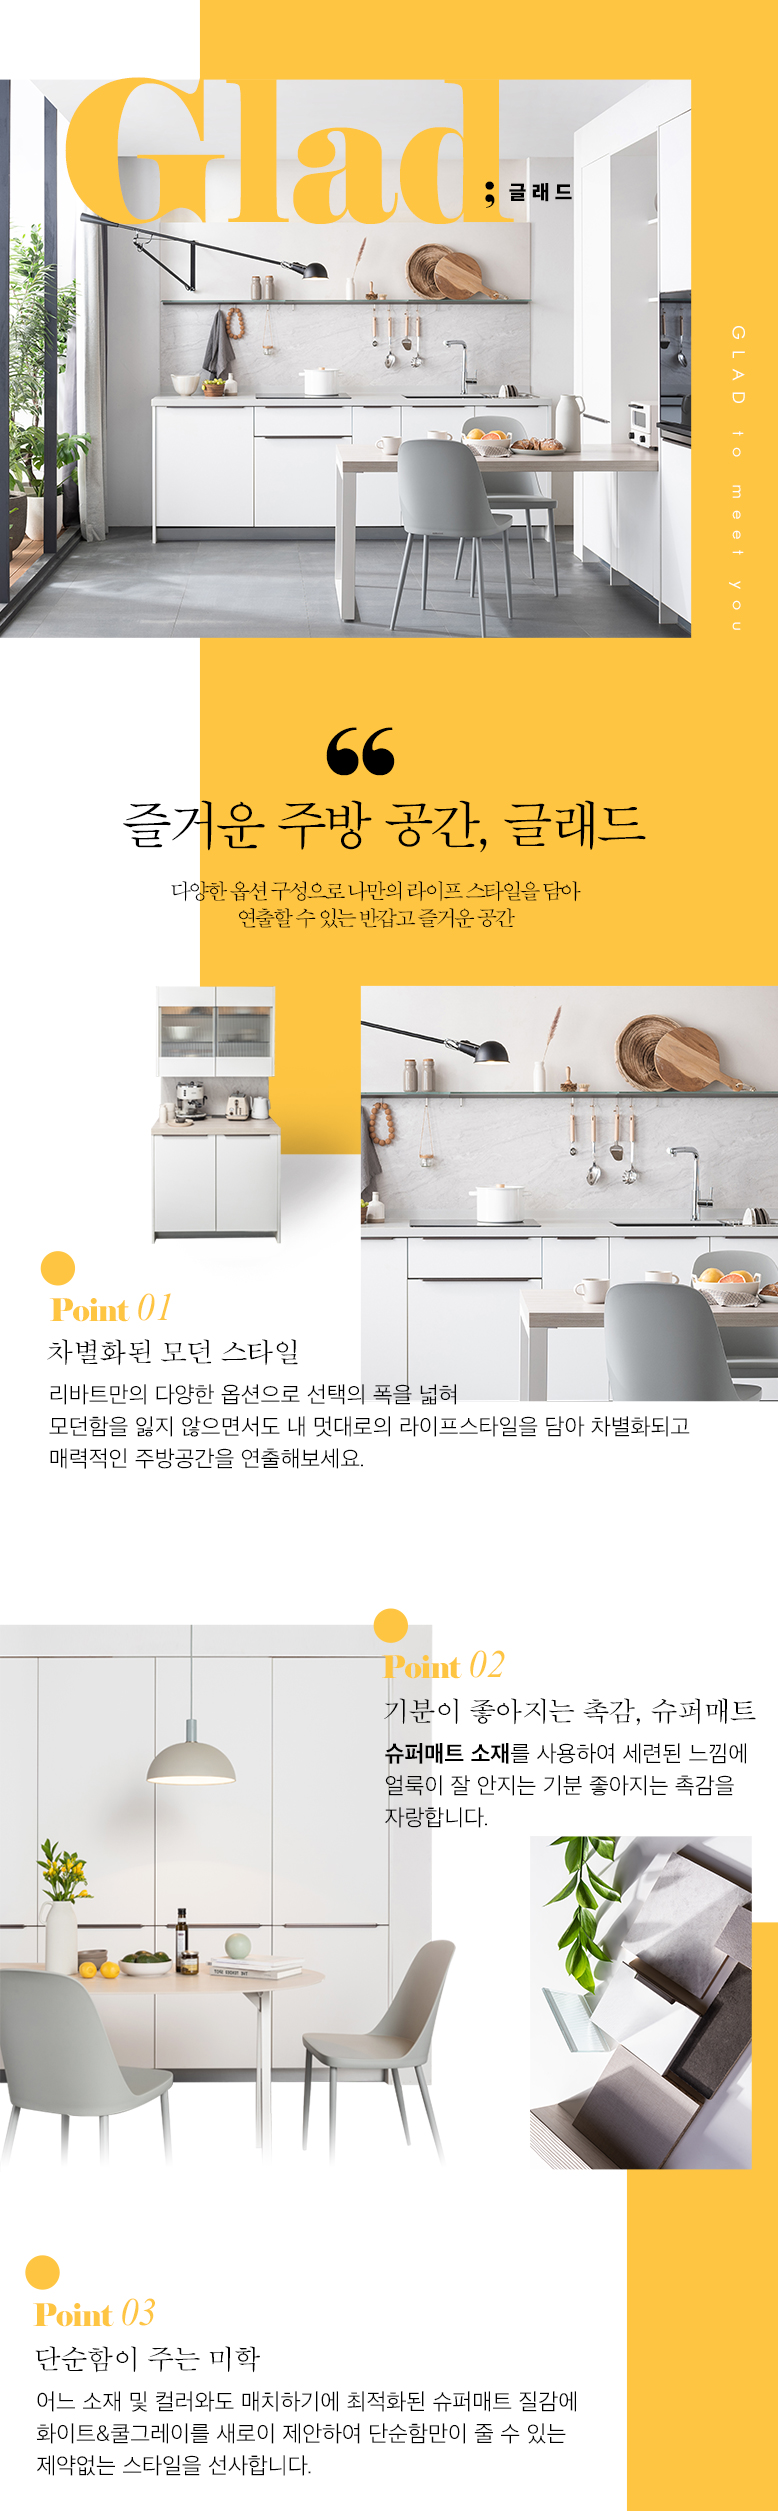 Glad
; 글래드
GLAD to meet you
“
즐거운 주방 공간, 글래드
다양한 옵션 구성으로 나만의 라이프 스타일을 담아
연출할 수 있는 반갑고 즐거운 공간
Point 01
차별화된 모던 스타일
리바트만의 다양한 옵션으로 선택의 폭을 넓혀
모던함을 잃지 않으면서도 내 멋대로의 라이프스타일을 담아 차별화되고
매력적인 주방공간을 연출해보세요.
Point 02
기분이 좋아지는 촉감, 슈퍼매트
슈퍼매트 소재를 사용하여 세련된 느낌에
얼룩이 잘 안지는 기분 좋아지는 촉감을
자랑합니다.
Point 03
단순함이 주는 미학
어느 소재 및 컬러와도 매치하기에 최적화된 슈퍼매트 질감에
화이트&쿨그레이를 새로이 제안하여 단순함만이 줄 수 있는
제약없는 스타일을 선사합니다.